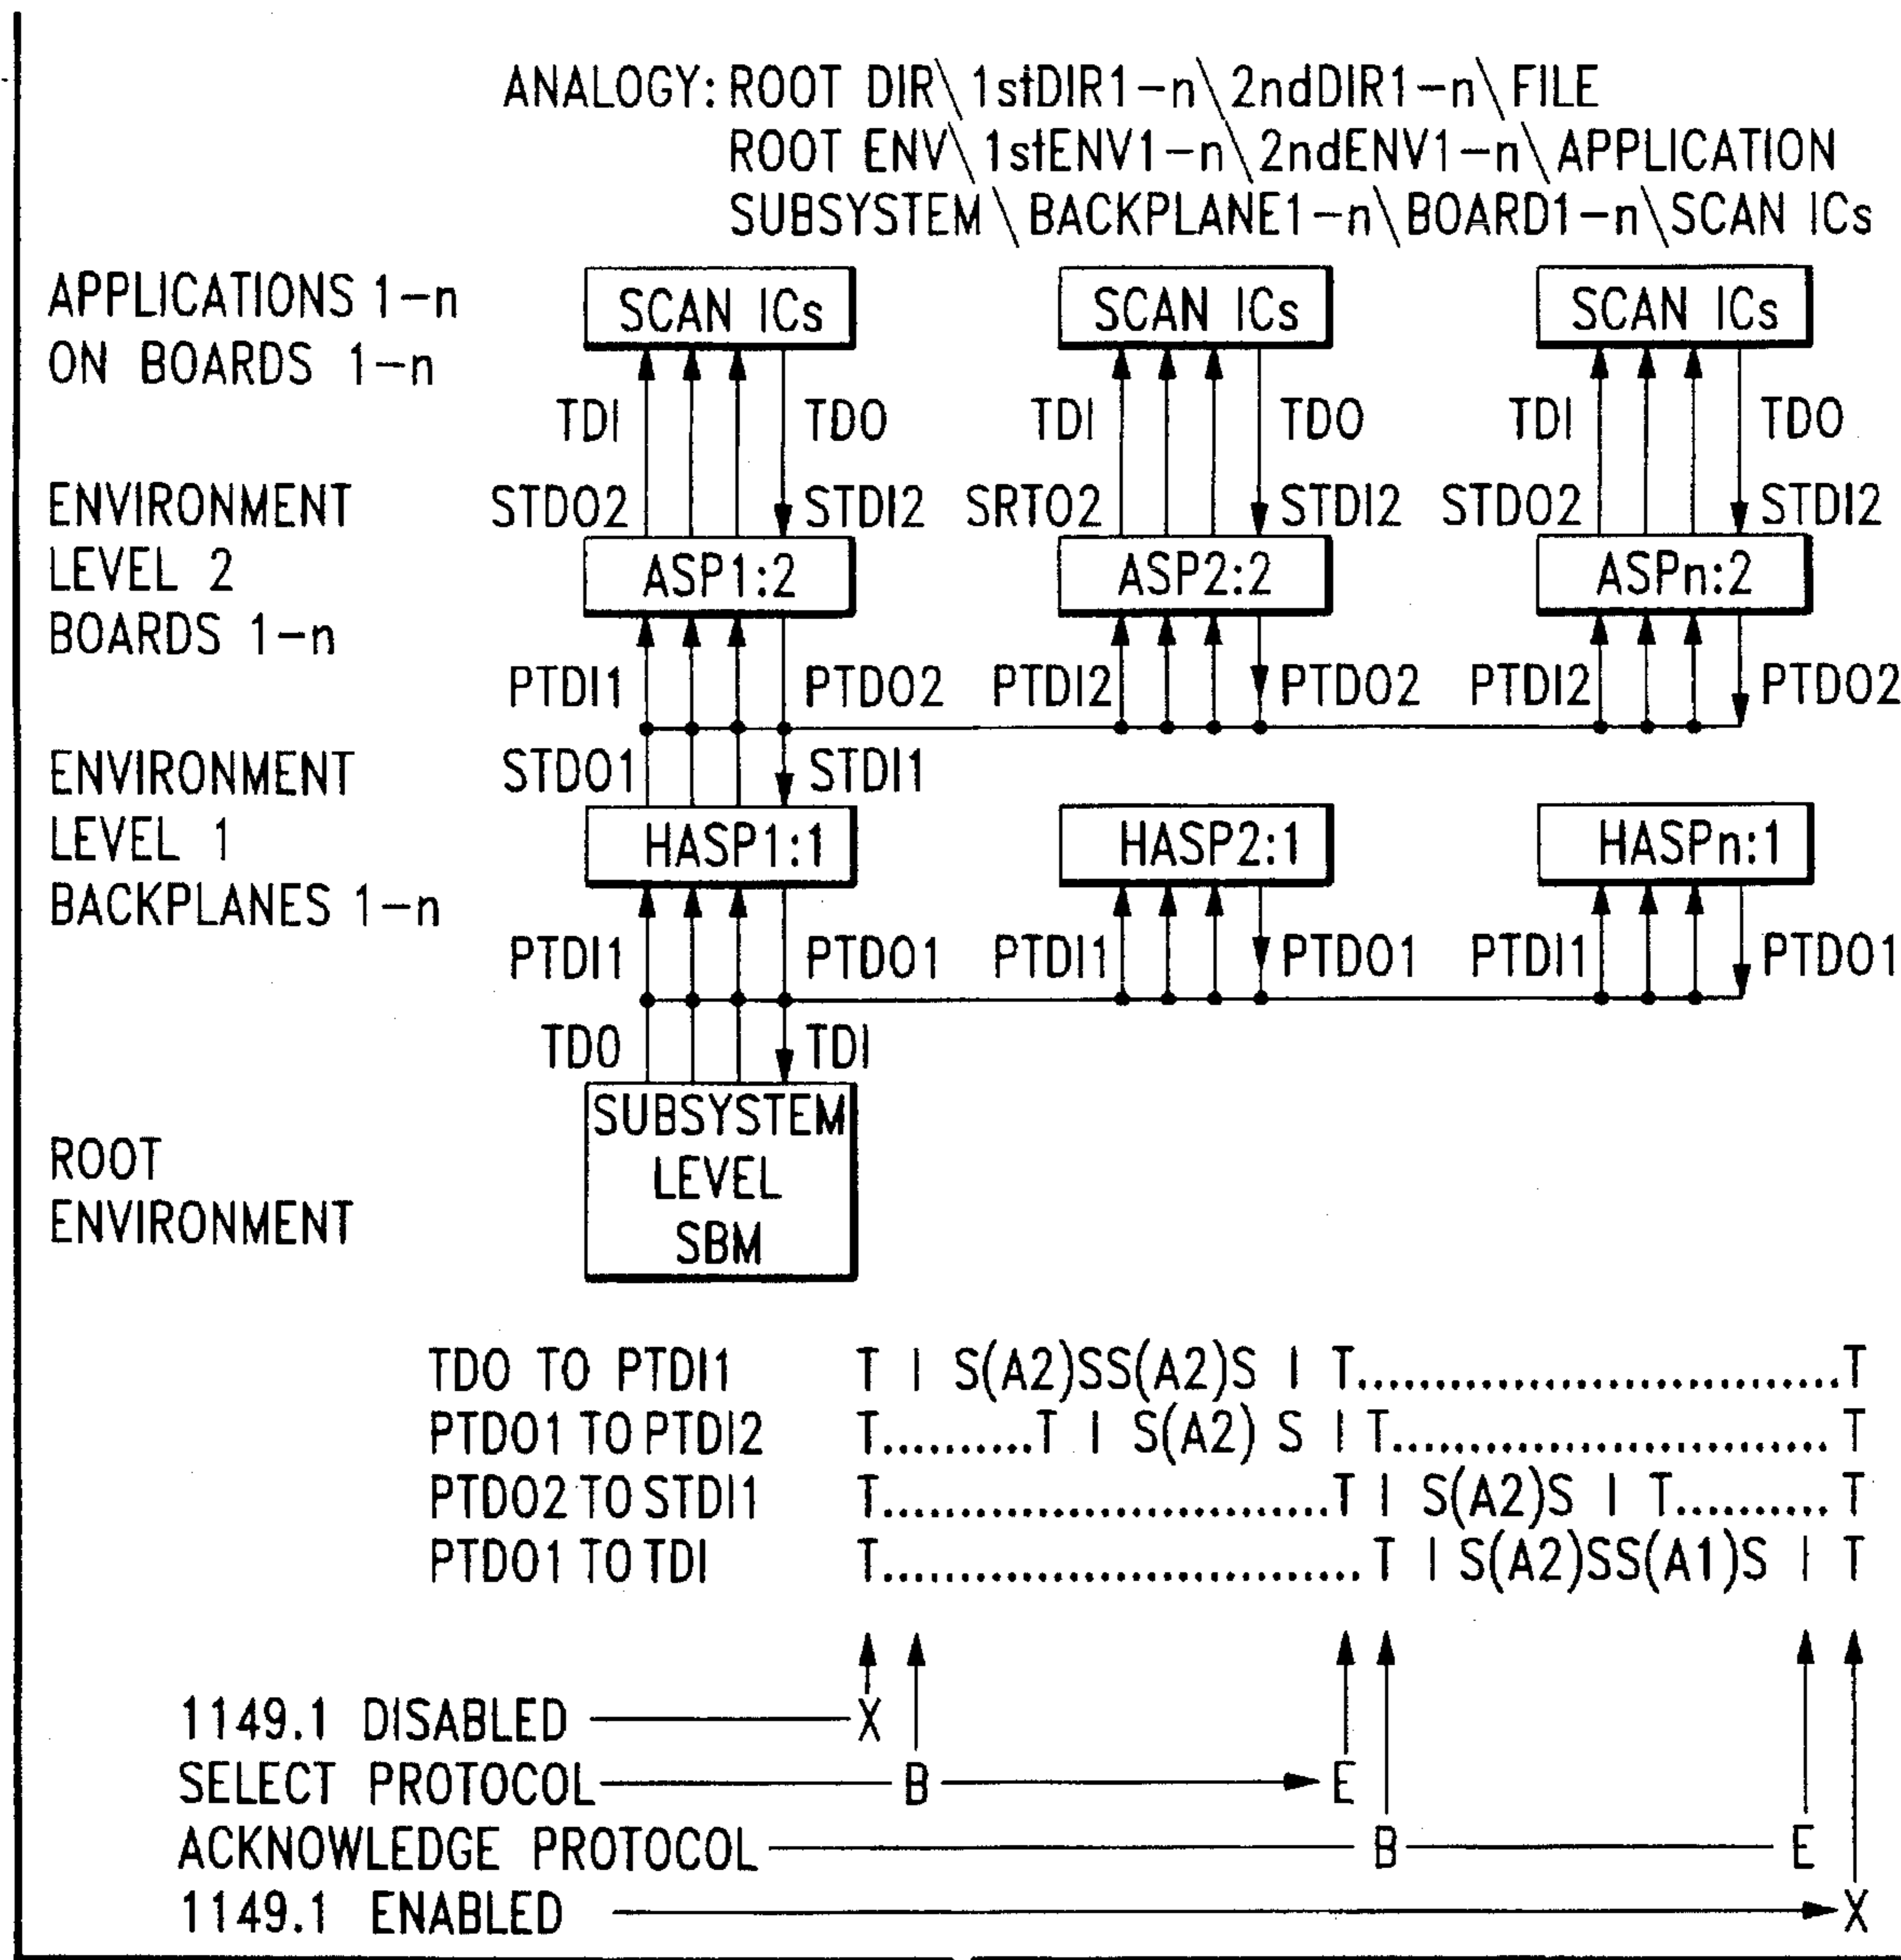 ANALOGY: ROOT DIR\1stDIR1-n\2ndDIR1-n\FILE
ROOT ENV\1stENV1-n\2ndENV1-n\APPLICATION
SUBSYSTEM\BACKPLANE1-n\BOARD1-n\SCAN ICs
APPLICATIONS 1-n
ON BOARDS 1-n
SCAN ICs SCAN ICs SCAN ICs
TDI TDO TDI TDO TDI TDO
ENVIRONMENT
LEVEL 2
BOARDS 1-n
STDO2 STDI2 SRTO2 STDI2 STDO2 STDI2
ASP1:2 ASP2:2 ASPn:2
PTDI1 PTDO2 PTDI2 PTDO2 PTDI2 PTDO2
ENVIRONMENT
LEVEL 1
BACKPLANES 1-n
STDO1 STDI1
HASP1:1 HASP2:1 HASPn:1
PTDI1 PTDO1 PTDI1 PTDO1 PTDI1 PTDO1
TDO TDI
ROOT
ENVIRONMENT
SUBSYSTEM
LEVEL
SBM
TDO TO PTDI1 T I S(A2)SS(A2)S I T...............................T
PTDO1 TO PTDI2 T..........T I S(A2) S I T............................ T
PTDO2 TO STDI1 T.............................T I S(A2)S I T.......... T
PTDO1 TO TDI T............................... T I S(A2)SS(A1)S I T
1149.1 DISABLED X
SELECT PROTOCOL B E
ACKNOWLEDGE PROTOCOL B E
1149.1 ENABLED X